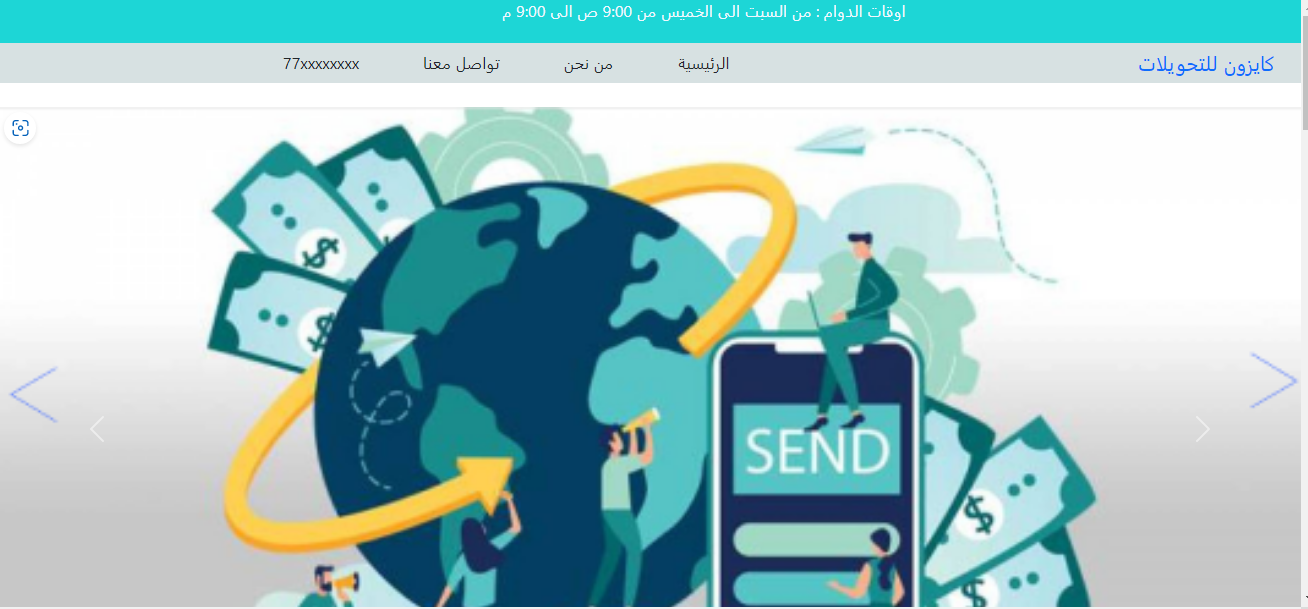 اوقات الدوام : من السبت الى الخميس من 9:00 ص الى 9:00 م
كايزون للتحويلات
الرئيسية
من نحن
تواصل معنا
77xxxxxxxx
SEND